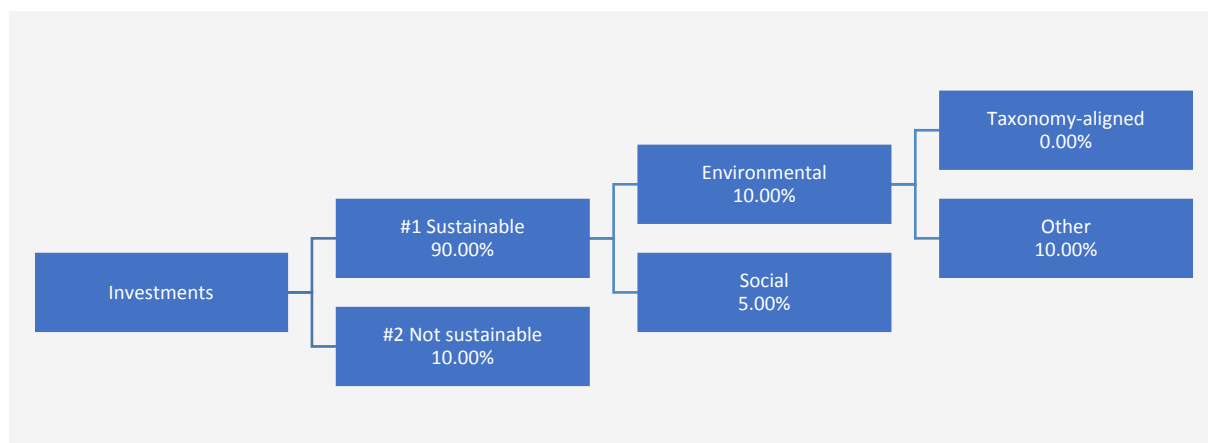 Investments
#1 Sustainable
90.00%
#2 Not sustainable
10.00%
Environmental
10.00%
Social
5.00%
Taxonomy-aligned
0.00%
Other
10.00%